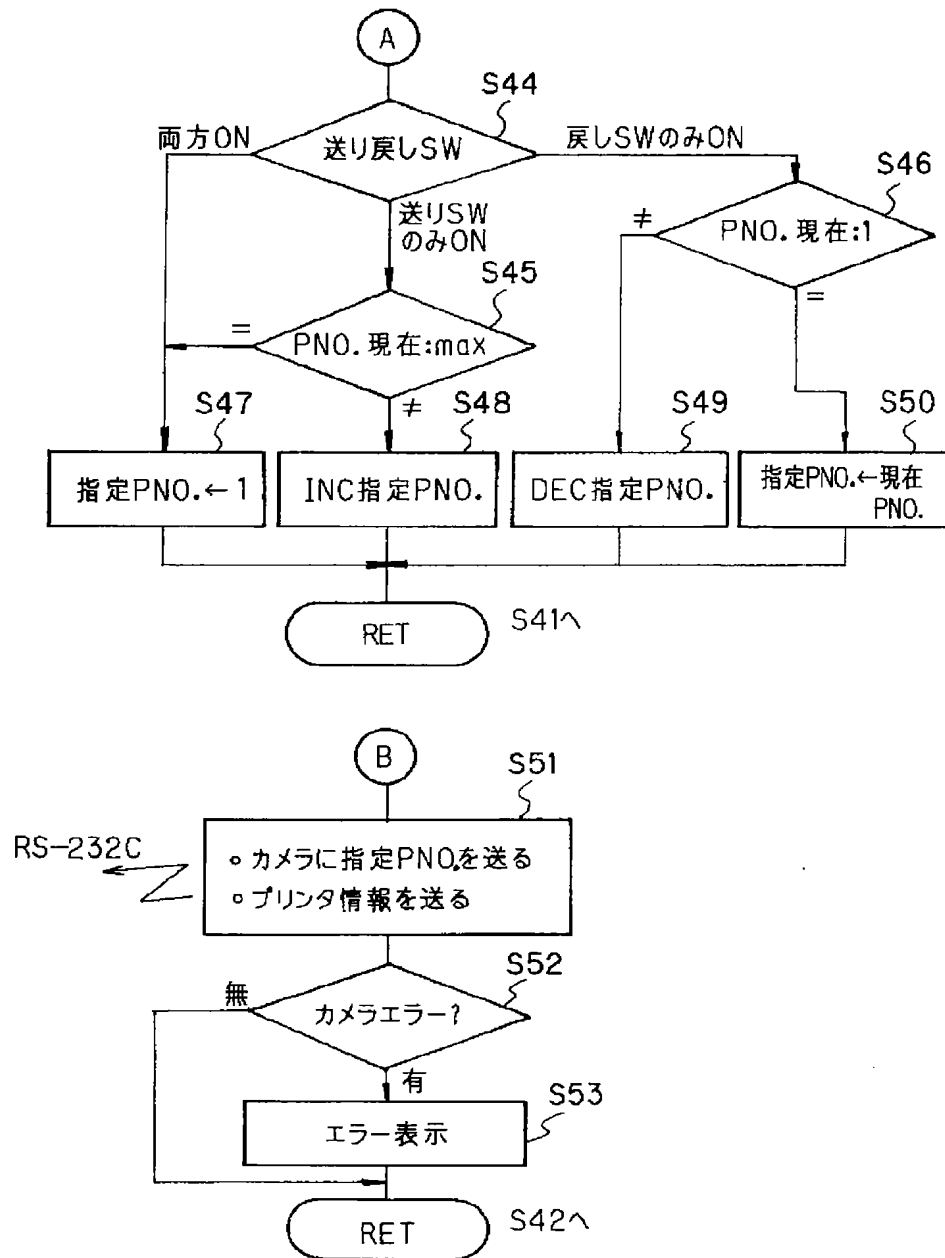 A
S44
両方ON
送り戻しSW
戻しSWのみON
S46
送りSW
のみON
≠
PNO.現在:1
S45
=
=
PNO.現在:max
S47
≠
S48
S49
S50
指定PNO.←1
INC指定PNO.
DEC指定PNO.
指定PNO.←現在
PNO.
RET
S41へ
B
S51
RS-232C
○カメラに指定PNO.を送る
○プリンタ情報を送る
S52
無
カメラエラー?
有
S53
エラー表示
RET
S42へ